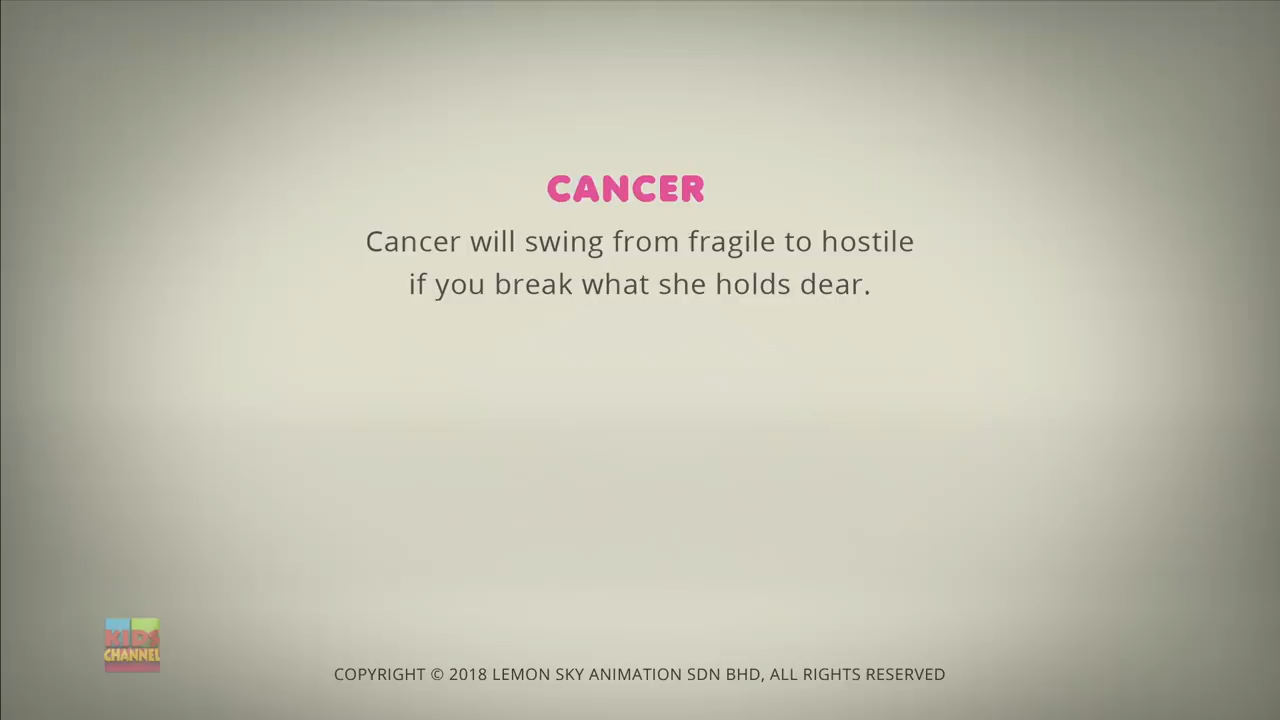 CANCER
Cancer will swing from fragile to hostile
if you break what she holds dear.
KIDS
CHANNEL
COPYRIGHT © 2018 LEMON SKY ANIMATION SDN BHD, ALL RIGHTS RESERVED